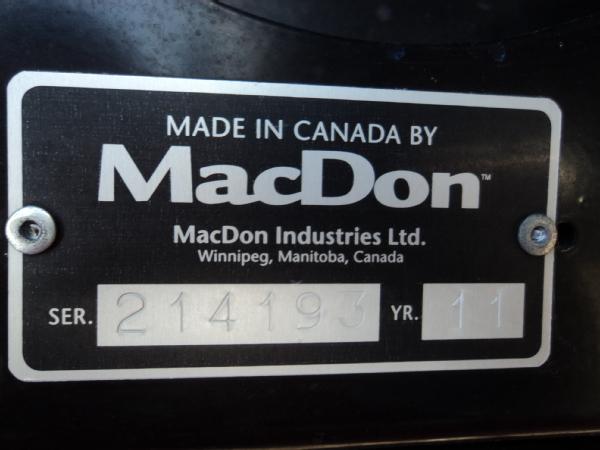 MADE IN CANADA BY
MacDon™
MacDon Industries Ltd.
Winnipeg, Manitoba, Canada
SER. 214193 YR. 11